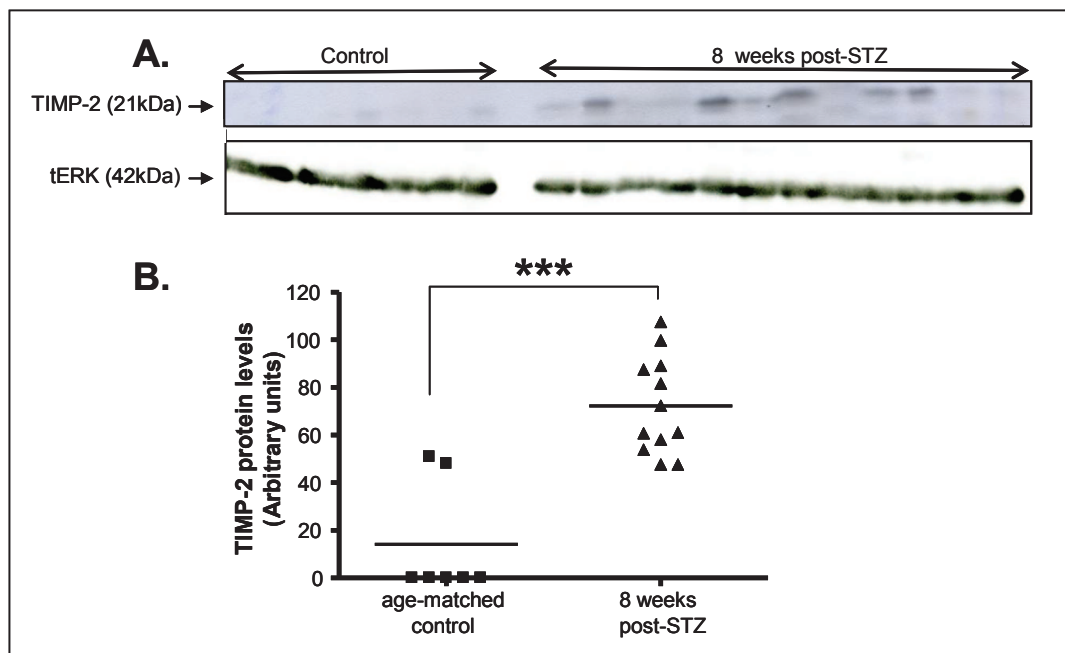 A.
Control
8 weeks post-STZ
TIMP-2 (21kDa)
tERK (42kDa)
B.
***
120
100
80
60
40
20
0
TIMP-2 protein levels
(Arbitrary units)
age-matched
control
8 weeks
post-STZ